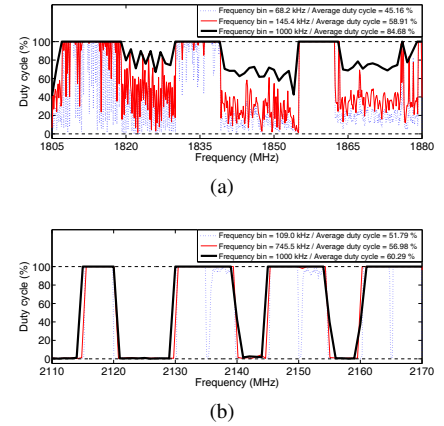 Frequency bin = 68.2 kHz / Average duty cycle = 45.16 %
Frequency bin = 145.4 kHz / Average duty cycle = 58.91 %
Frequency bin = 1000 kHz / Average duty cycle = 84.68 %
Duty cycle (%)
100
80
60
40
20
0
1805 1820 1835 1850 1865 1880
Frequency (MHz)
(a)
Frequency bin = 109.0 kHz / Average duty cycle = 51.79 %
Frequency bin = 745.5 kHz / Average duty cycle = 56.98 %
Frequency bin = 1000 kHz / Average duty cycle = 60.29 %
Duty cycle (%)
100
80
60
40
20
0
2110 2120 2130 2140 2150 2160 2170
Frequency (MHz)
(b)